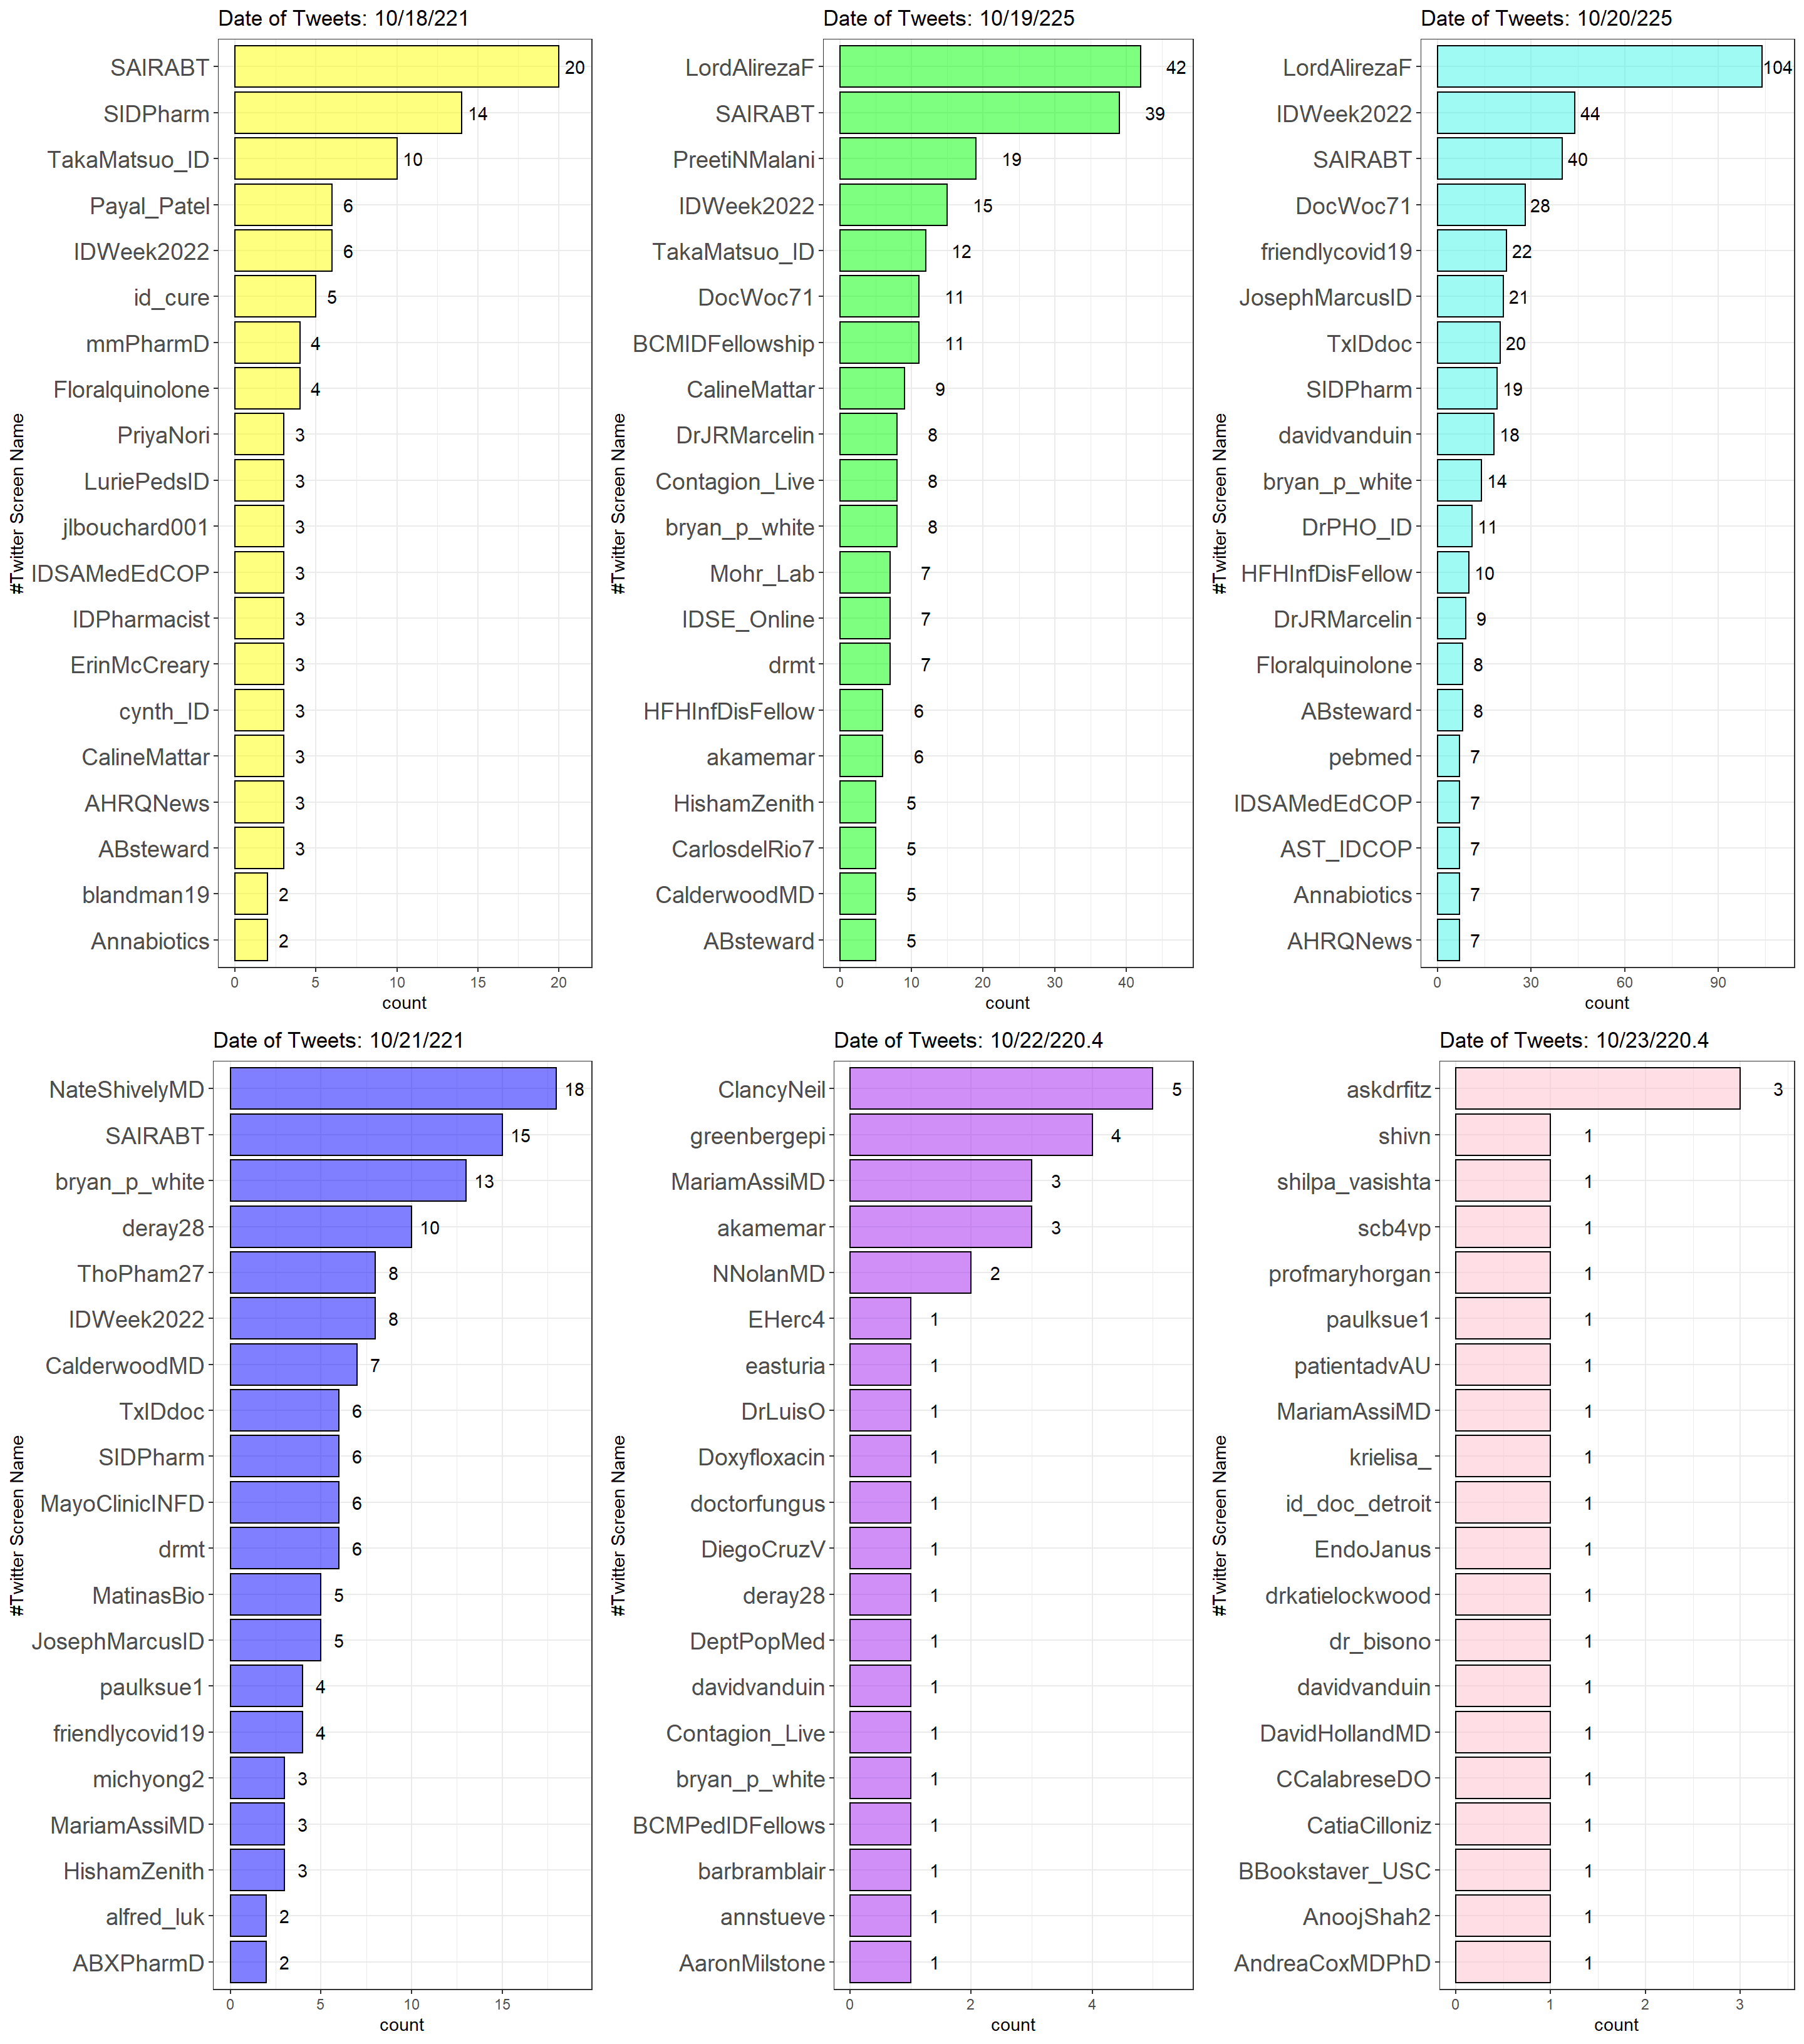 Date of Tweets: 10/18/221
#Twitter Screen Name
SAIRABT 20
SIDPharm 14
TakaMatsuo_ID 10
Payal_Patel 6
IDWeek2022 6
id_cure 5
mmPharmD 4
Floralquinolone 4
PriyaNori 3
LuriePedsID 3
jlbouchard001 3
IDSAMedEdCOP 3
IDPharmacist 3
ErinMcCreary 3
cynth_ID 3
CalineMattar 3
AHRQNews 3
ABsteward 3
blandman19 2
Annabiotics 2
0 5 10 15 20
count
Date of Tweets: 10/19/225
#Twitter Screen Name
LordAlirezaF 42
SAIRABT 39
PreetiNMalani 19
IDWeek2022 15
TakaMatsuo_ID 12
DocWoc71 11
BCMIDFellowship 11
CalineMattar 9
DrJRMarcelin 8
Contagion_Live 8
bryan_p_white 8
Mohr_Lab 7
IDSE_Online 7
drmt 7
HFHInfDisFellow 6
akamemar 6
HishamZenith 5
CarlosdelRio7 5
CalderwoodMD 5
ABsteward 5
0 10 20 30 40
count
Date of Tweets: 10/20/225
#Twitter Screen Name
LordAlirezaF 104
IDWeek2022 44
SAIRABT 40
DocWoc71 28
friendlycovid19 22
JosephMarcusID 21
TxIDdoc 20
SIDPharm 19
davidvanduin 18
bryan_p_white 14
DrPHO_ID 11
HFHInfDisFellow 10
DrJRMarcelin 9
Floralquinolone 8
ABsteward 8
pebmed 7
IDSAMedEdCOP 7
AST_IDCOP 7
Annabiotics 7
AHRQNews 7
0 30 60 90
count
Date of Tweets: 10/21/221
#Twitter Screen Name
NateShivelyMD 18
SAIRABT 15
bryan_p_white 13
deray28 10
ThoPham27 8
IDWeek2022 8
CalderwoodMD 7
TxIDdoc 6
SIDPharm 6
MayoClinicINFD 6
drmt 6
MatinasBio 5
JosephMarcusID 5
paulksue1 4
friendlycovid19 4
michyong2 3
MariamAssiMD 3
HishamZenith 3
alfred_luk 2
ABXPharmD 2
0 5 10 15
count
Date of Tweets: 10/22/220.4
#Twitter Screen Name
ClancyNeil 5
greenbergepi 4
MariamAssiMD 3
akamemar 3
NNolanMD 2
EHerc4 1
easturia 1
DrLuisO 1
Doxyfloxacin 1
doctorfungus 1
DiegoCruzV 1
deray28 1
DeptPopMed 1
davidvanduin 1
Contagion_Live 1
bryan_p_white 1
BCMPedIDFellows 1
barbramblair 1
annstueve 1
AaronMilstone 1
0 2 4
count
Date of Tweets: 10/23/220.4
#Twitter Screen Name
askdrfitz 3
shivn 1
shilpa_vasishta 1
scb4vp 1
profmaryhorgan 1
paulksue1 1
patientadvAU 1
MariamAssiMD 1
krielisa_ 1
id_doc_detroit 1
EndoJanus 1
drkatielockwood 1
dr_bisono 1
davidvanduin 1
DavidHollandMD 1
CCalabreseDO 1
CatiaCilloniz 1
BBookstaver_USC 1
AnoojShah2 1
AndreaCoxMDPhD 1
0 1 2 3
count